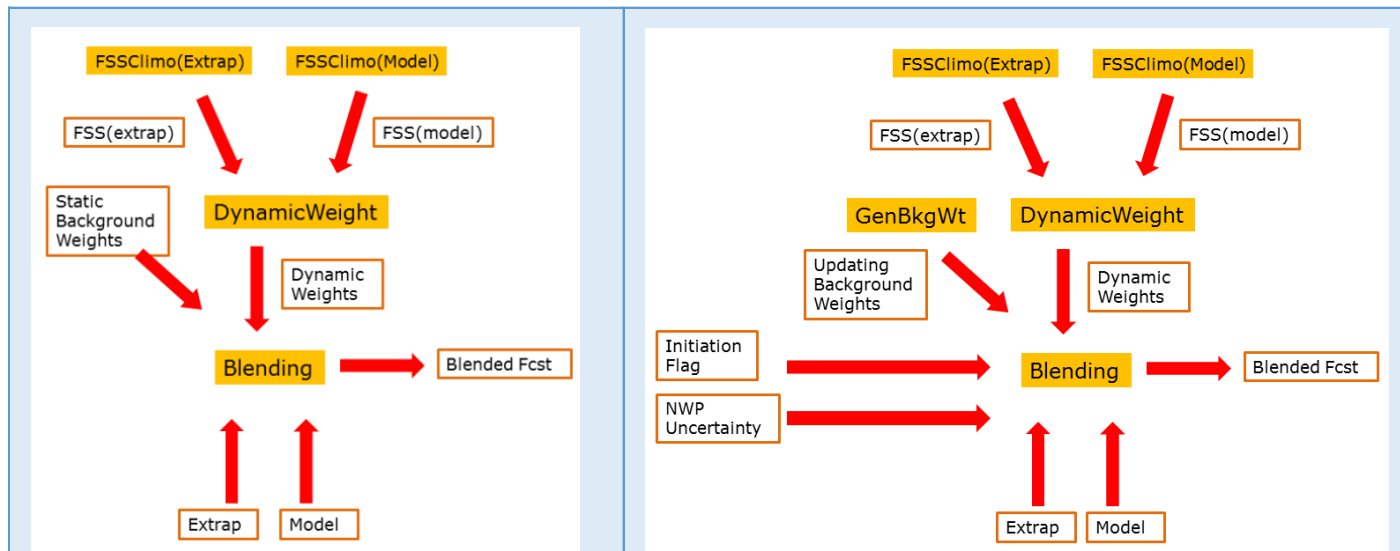 FSSClimo(Extrap)
FSSClimo(Model)
FSS(extrap)
FSS(model)
Static
Background
Weights
DynamicWeight
Dynamic
Weights
Blending
Blended Fcst
Extrap
Model
FSSClimo(Extrap)
FSSClimo(Model)
FSS(extrap)
FSS(model)
GenBkgWt
DynamicWeight
Updating
Background
Weights
Dynamic
Weights
Initiation
Flag
Blending
Blended Fcst
NWP
Uncertainty
Extrap
Model